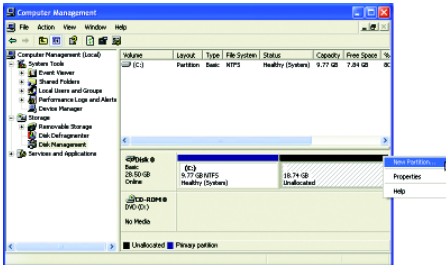 Computer Management
File Action View Window Help
Computer Management (Local)
System Tools
Event Viewer
Shared Folders
Local Users and Groups
Performance Logs and Alerts
Device Manager
Storage
Removable Storage
Disk Defragmenter
Disk Management
Services and Applications
Volume Layout Type File System Status Capacity Free Space %
(C:) Partition Basic NTFS Healthy (System) 9.77 GB 7.84 GB 80
Disk 0
Basic
28.50 GB
Online
(C:)
9.77 GB NTFS
Healthy (System)
18.74 GB
Unallocated
CD-ROM 0
DVD (D:)
No Media
Unallocated Primary partition
New Partition...
Properties
Help